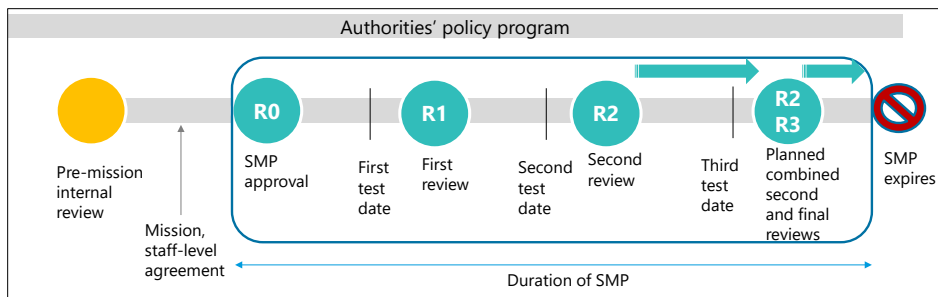 Authorities' policy program
R0
R1
R2
R2
R3
Pre-mission
internal
review
Mission,
staff-level
agreement
SMP
approval
First
test
date
First
review
Second
test
date
Second
review
Third
test
date
Planned
combined
second
and final
reviews
SMP
expires
Duration of SMP